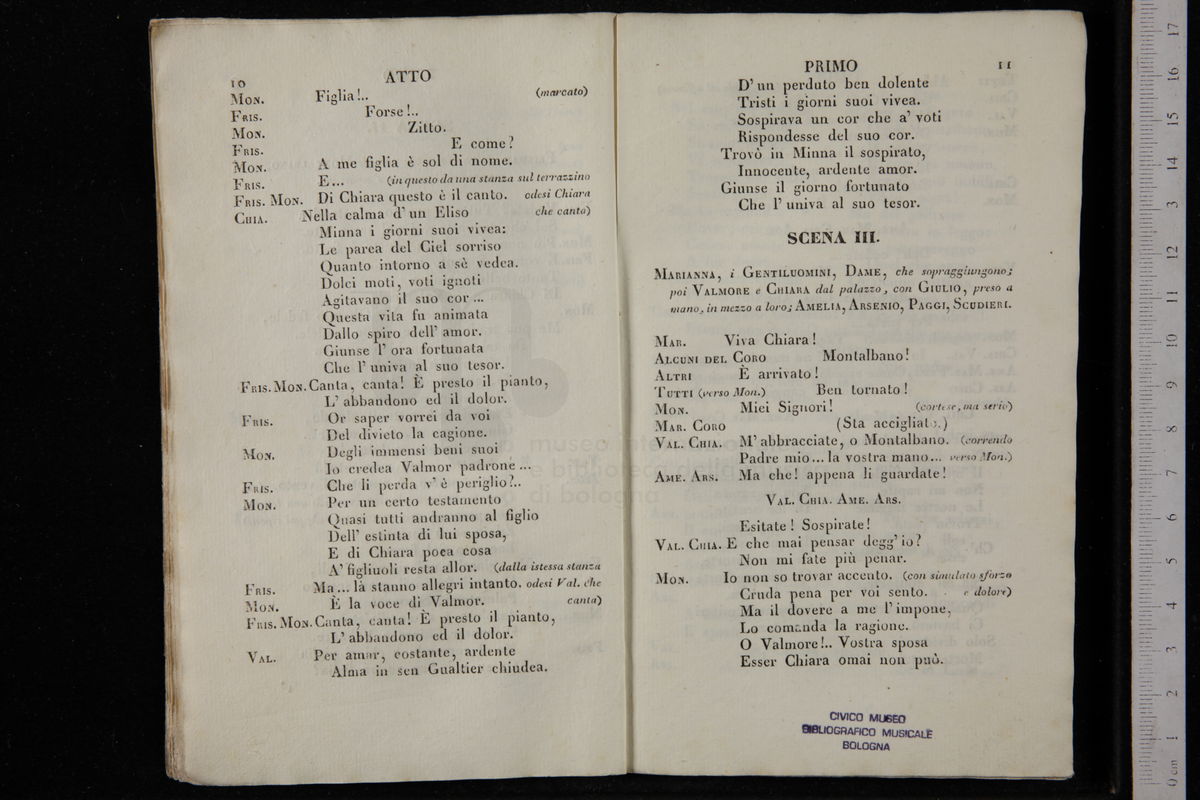 10 ATTO
MON. Figlia!.. (marcato)
FRIS. Forse!..
MON. Zitto.
FRIS. E come?
MON. A me figlia è sol di nome.
FRIS. E... (in questo da una stanza sul terrazzino
FRIS. MON. Di Chiara questo è il canto. odesi Chiara
CHIA. Nella calma d' un Eliso che canta)
Minna i giorni suoi vivea:
Le parea del Ciel sorriso
Quanto intorno a sè vedea.
Dolci moti, voti ignoti
Agitavano il suo cor ...
Questa vita fu animata
Dallo spiro dell' amor.
Giunse l' ora fortunata
Che l' univa al suo tesor.
FRIS. MON. Canta, canta! È presto il pianto,
L' abbandono ed il dolor.
FRIS. Or saper vorrei da voi
Del divieto la cagione.
MON. Degli immensi beni suoi
Io credea Valmor padrone ...
FRIS. Che li perda v' è periglio?..
MON. Per un certo testamento
Quasi tutti andranno al figlio
Dell' estinta di lui sposa,
E di Chiara poca cosa
A' figliuoli resta allor. (dalla istessa stanza
FRIS. Ma ... là stanno allegri intanto. odesi Val. che
MON. È la voce di Valmor. canta)
FRIS. MON. Canta, canta! È presto il pianto,
L' abbandono ed il dolor.
VAL. Per amar, costante, ardente
Alma in sen Gualtier chiudea.
PRIMO 11
D' un perduto ben dolente
Tristi i giorni suoi vivea.
Sospirava un cor che a' voti
Rispondesse del suo cor.
Trovò in Minna il sospirato,
Innocente, ardente amor.
Giunse il giorno fortunato
Che l' univa al suo tesor.
SCENA III.
MARIANNA, i GENTILUOMINI, DAME, che sopraggiungono;
poi VALMORE e CHIARA dal palazzo, con GIULIO, preso a
mano, in mezzo a loro; AMELIA, ARSENIO, PAGGI, SCUDIERI.
MAR. Viva Chiara!
ALCUNI DEL CORO Montalbano!
ALTRI È arrivato!
TUTTI (verso Mon.) Ben tornato!
MON. Miei Signori! (cortese, ma serio)
MAR. CORO (Sta accigliato.)
VAL. CHIA. M' abbracciate, o Montalbano. (correndo
Padre mio ... la vostra mano ... verso Mon.)
AME. ARS. Ma che! appena li guardate!
VAL. CHIA. AME. ARS.
Esitate! Sospirate!
VAL. CHIA. E che mai pensar degg' io?
Non mi fate più penar.
MON. Io non so trovar accento. (con simulato sforzo
Cruda pena per voi sento. e dolore)
Ma il dovere a me l' impone,
Lo comanda la ragione.
O Valmore!.. Vostra sposa
Esser Chiara omai non può.
CIVICO MUSEO
BIBLIOGRAFICO MUSICALE
BOLOGNA